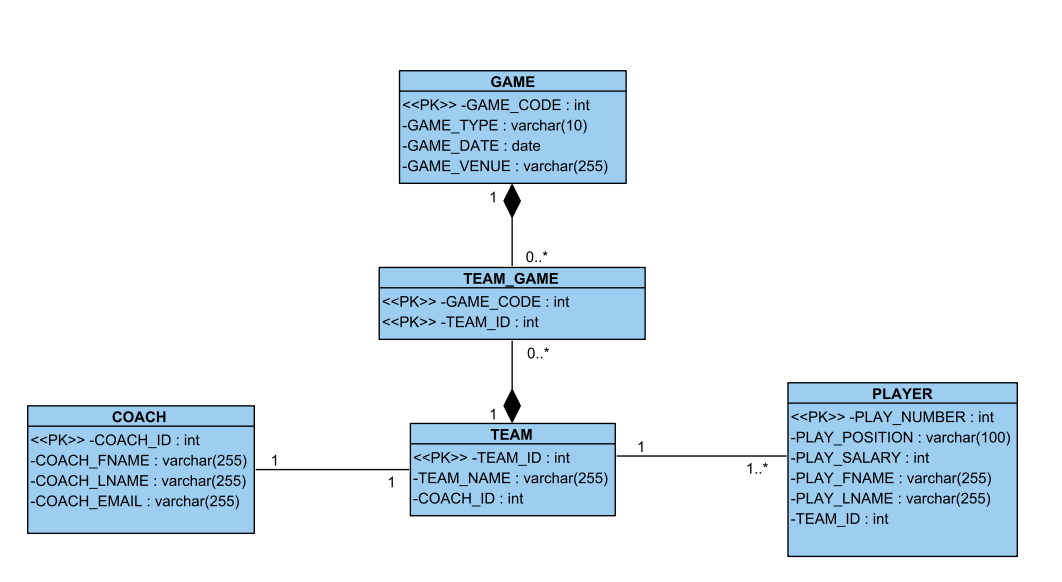 GAME
<<PK>> -GAME_CODE : int
-GAME_TYPE : varchar(10)
-GAME_DATE : date
-GAME_VENUE : varchar(255)
1
0..*
TEAM_GAME
<<PK>> -GAME_CODE : int
<<PK>> -TEAM_ID : int
0..*
1
COACH
<<PK>> -COACH_ID : int
-COACH_FNAME : varchar(255)
-COACH_LNAME : varchar(255)
-COACH_EMAIL : varchar(255)
1
1
TEAM
<<PK>> -TEAM_ID : int
-TEAM_NAME : varchar(255)
-COACH_ID : int
1
1..*
PLAYER
<<PK>> -PLAY_NUMBER : int
-PLAY_POSITION : varchar(100)
-PLAY_SALARY : int
-PLAY_FNAME : varchar(255)
-PLAY_LNAME : varchar(255)
-TEAM_ID : int